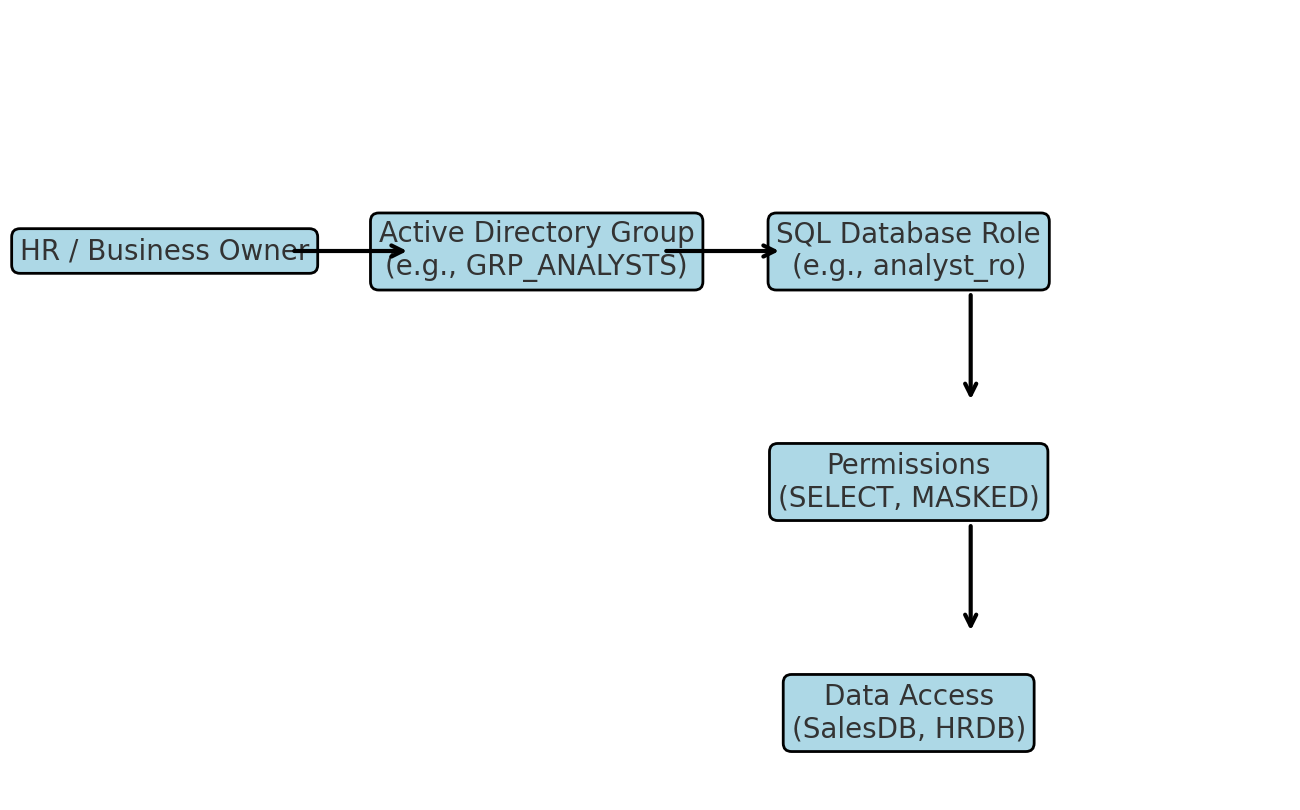 HR / Business Owner
Active Directory Group
(e.g., GRP_ANALYSTS)
SQL Database Role
(e.g., analyst_ro)
Permissions
(SELECT, MASKED)
Data Access
(SalesDB, HRDB)